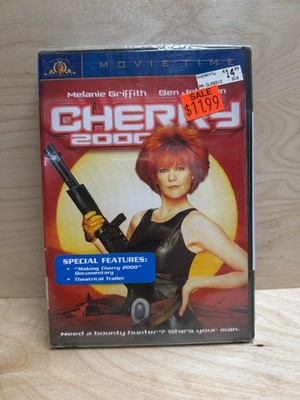 MOVIE TIME
Melanie Griffith Ben
CHERRY
2000
$14.99
SALE
$11.99
SPECIAL FEATURES:
• "Making Cherry 2000"
Documentary
• Theatrical Trailer
Need a bounty hunter? She's your man.